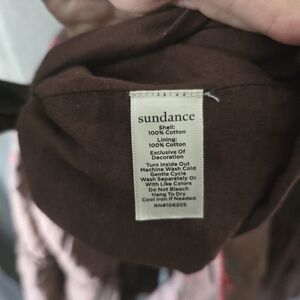 sundance
Shell:
100% Cotton
Lining:
100% Cotton
Exclusive Of
Decoration
Turn Inside Out
Machine Wash Cold
Gentle Cycle
Wash Separately Or
With Like Colors
Do Not Bleach
Hang To Dry
Cool Iron If Needed
RN#106205